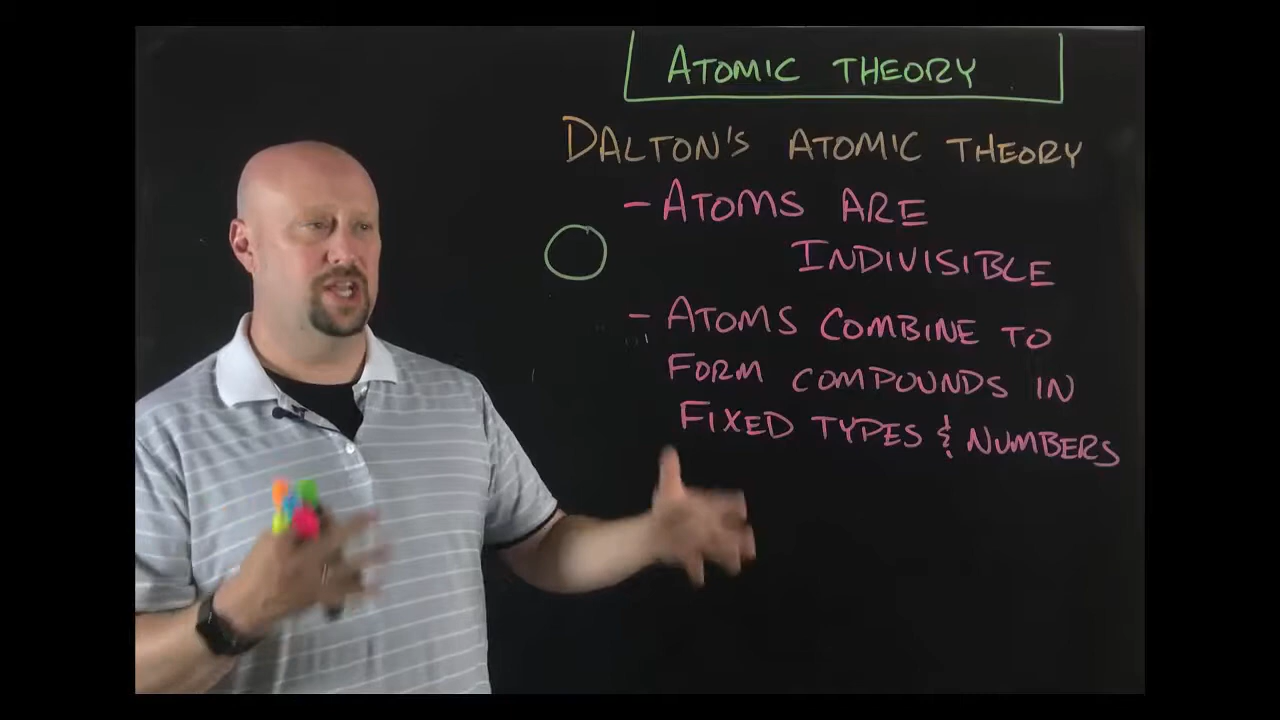 ATOMIC THEORY
DALTON'S ATOMIC THEORY
- ATOMS ARE
INDIVISIBLE
- ATOMS COMBINE TO
FORM COMPOUNDS IN
FIXED TYPES & NUMBERS